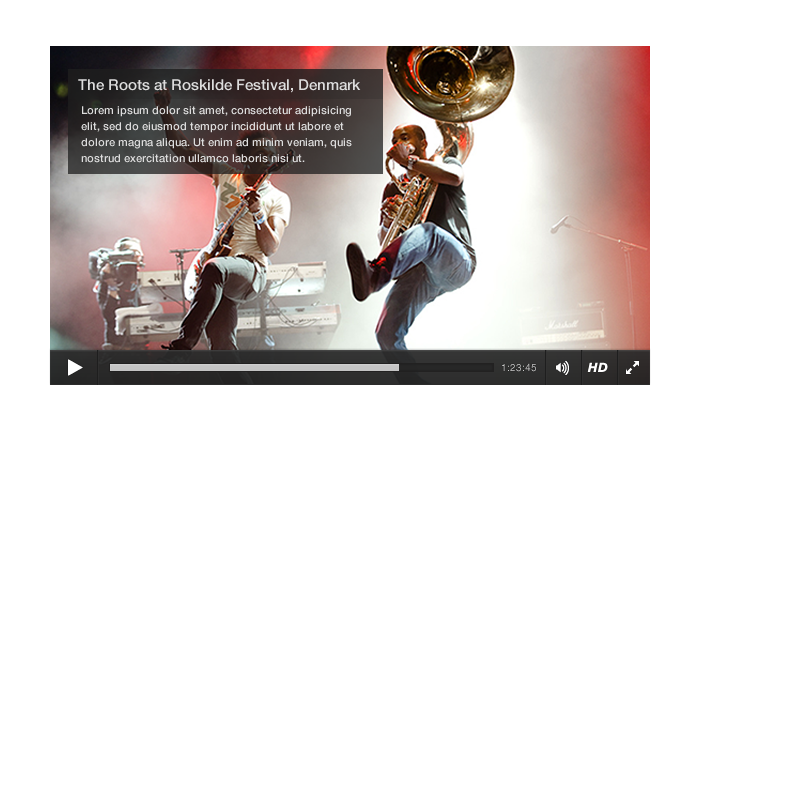 The Roots at Roskilde Festival, Denmark
Lorem ipsum dolor sit amet, consectetur adipisicing
elit, sed do eiusmod tempor incididunt ut labore et
dolore magna aliqua. Ut enim ad minim veniam, quis
nostrud exercitation ullamco laboris nisi ut.
Marshall
1:23:45 HD